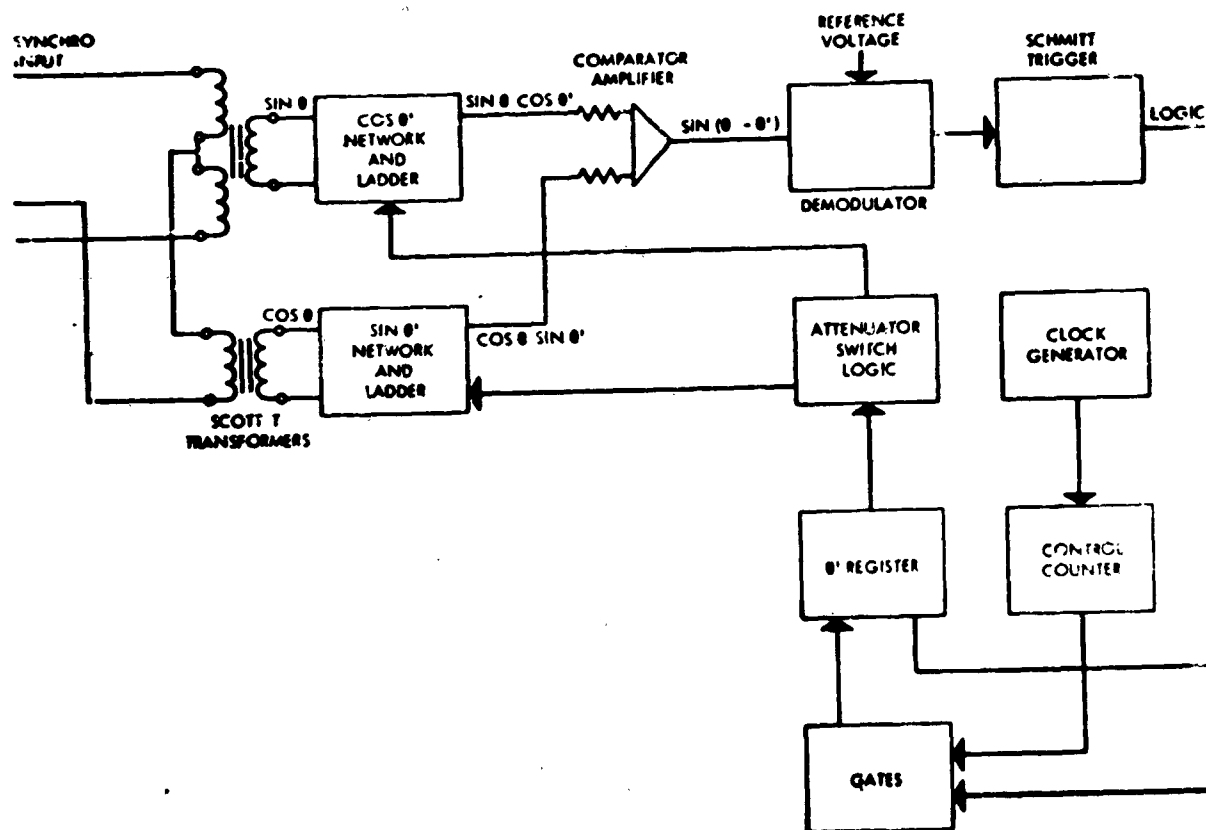 SYNCHRO
INPUT
REFERENCE
VOLTAGE
SCHMITT
TRIGGER
COMPARATOR
AMPLIFIER
SIN θ
COS θ'
NETWORK
AND
LADDER
SIN θ COS θ'
SIN (θ - θ')
LOGIC
DEMODULATOR
COS θ
SIN θ'
NETWORK
AND
LADDER
COS θ SIN θ'
ATTENUATOR
SWITCH
LOGIC
CLOCK
GENERATOR
SCOTT T
TRANSFORMERS
θ' REGISTER
CONTROL
COUNTER
GATES